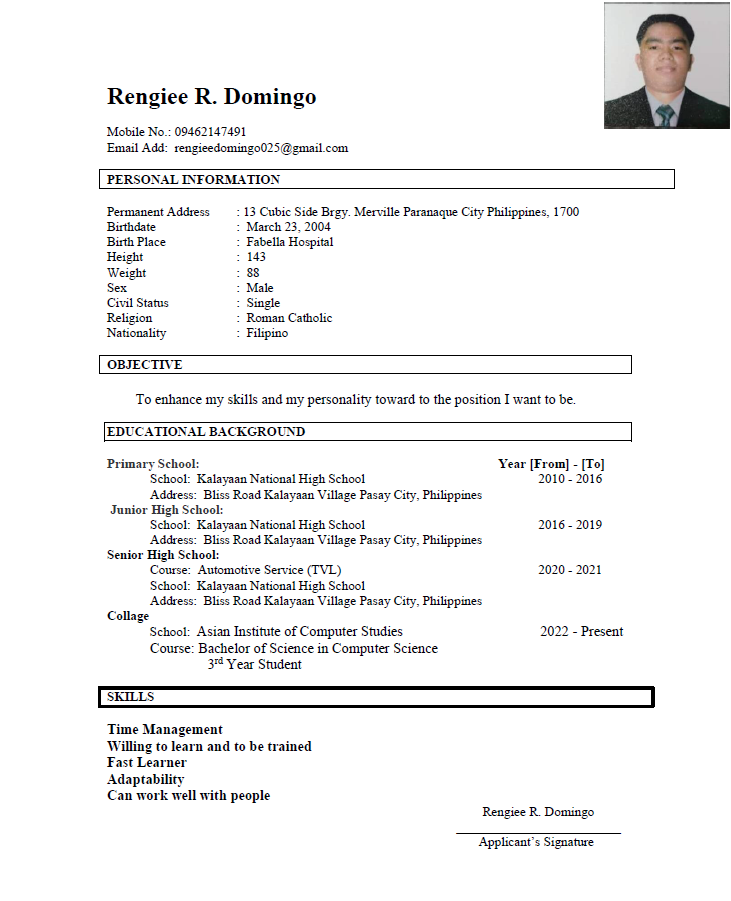 Rengiee R. Domingo
Mobile No.: 09462147491
Email Add: rengieedomingo025@gmail.com
PERSONAL INFORMATION
Permanent Address : 13 Cubic Side Brgy. Merville Paranaque City Philippines, 1700
Birthdate : March 23, 2004
Birth Place : Fabella Hospital
Height : 143
Weight : 88
Sex : Male
Civil Status : Single
Religion : Roman Catholic
Nationality : Filipino
OBJECTIVE
To enhance my skills and my personality toward to the position I want to be.
EDUCATIONAL BACKGROUND
Primary School: Year [From] - [To]
School: Kalayaan National High School 2010 - 2016
Address: Bliss Road Kalayaan Village Pasay City, Philippines
Junior High School:
School: Kalayaan National High School 2016 - 2019
Address: Bliss Road Kalayaan Village Pasay City, Philippines
Senior High School:
Course: Automotive Service (TVL) 2020 - 2021
School: Kalayaan National High School
Address: Bliss Road Kalayaan Village Pasay City, Philippines
Collage
School: Asian Institute of Computer Studies 2022 - Present
Course: Bachelor of Science in Computer Science
3rd Year Student
SKILLS
Time Management
Willing to learn and to be trained
Fast Learner
Adaptability
Can work well with people
Rengiee R. Domingo
Applicant's Signature